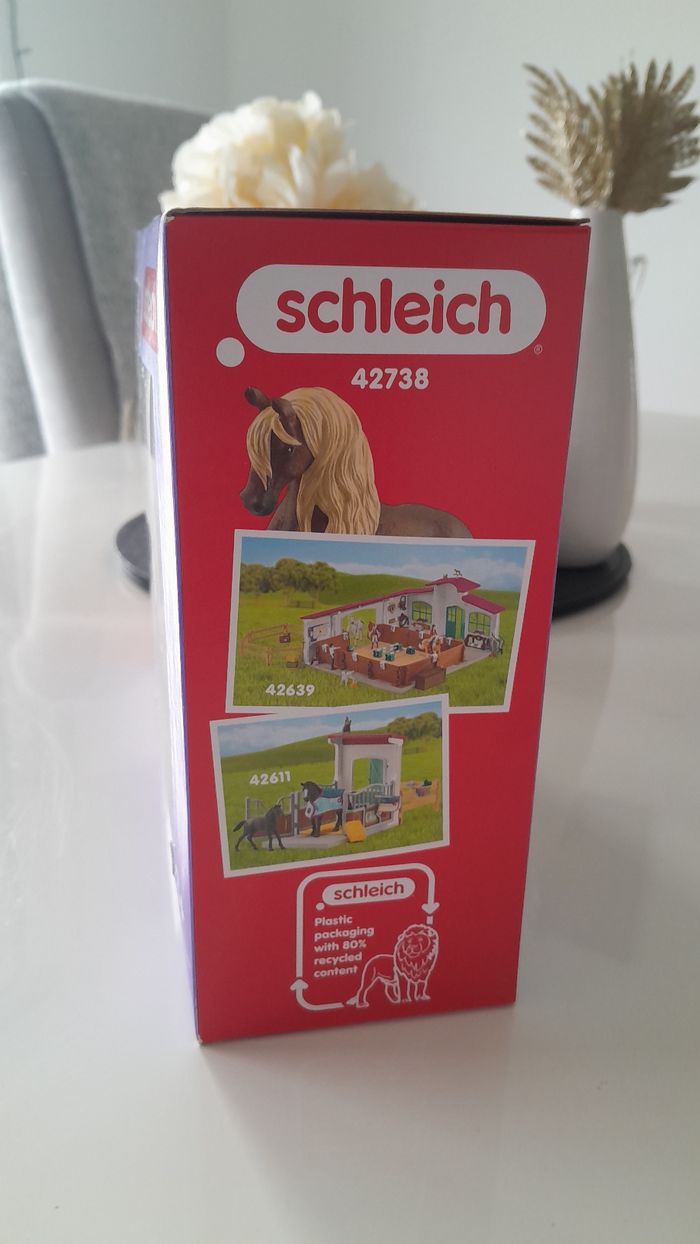 schleich
®
42738
42639
42611
schleich
Plastic
packaging
with 80%
recycled
content